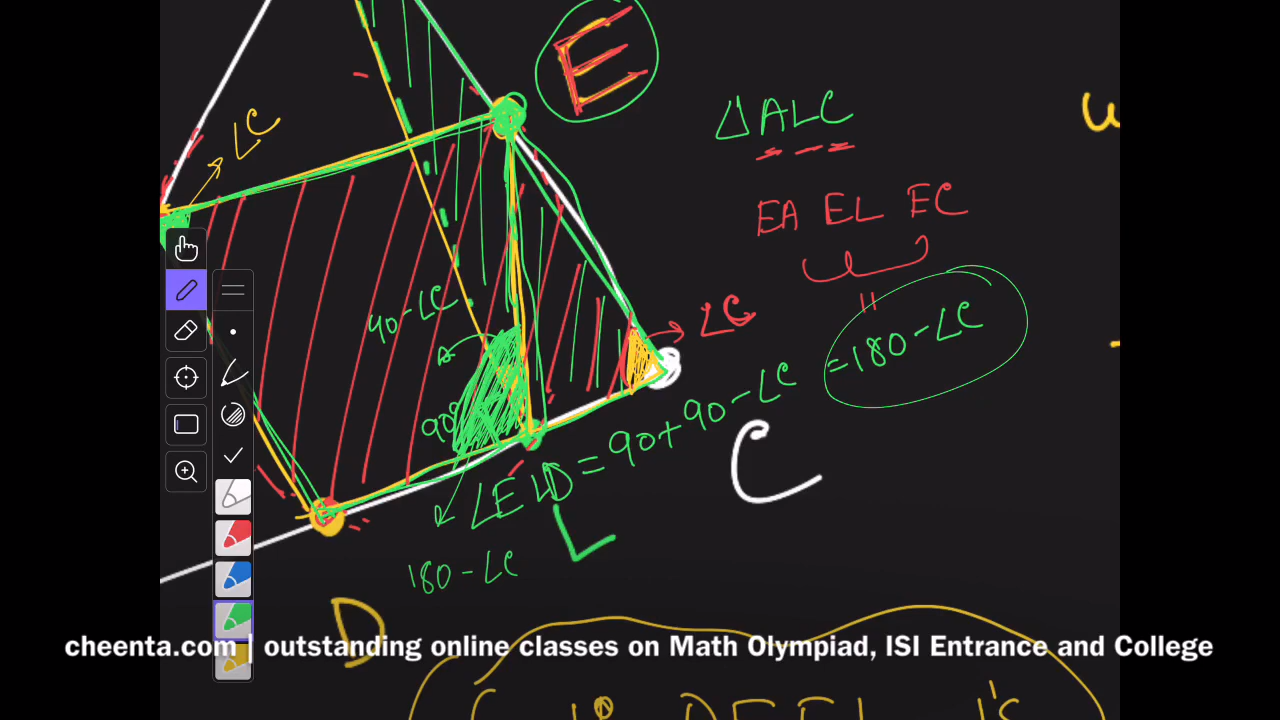 E
∠C
△ALC
EA EL EC
"
=180-∠C
∠C
90-∠C
90°
∠ELD = 90+90-∠C
C
L
180-∠C
D
cheenta.com | outstanding online classes on Math Olympiad, ISI Entrance and College